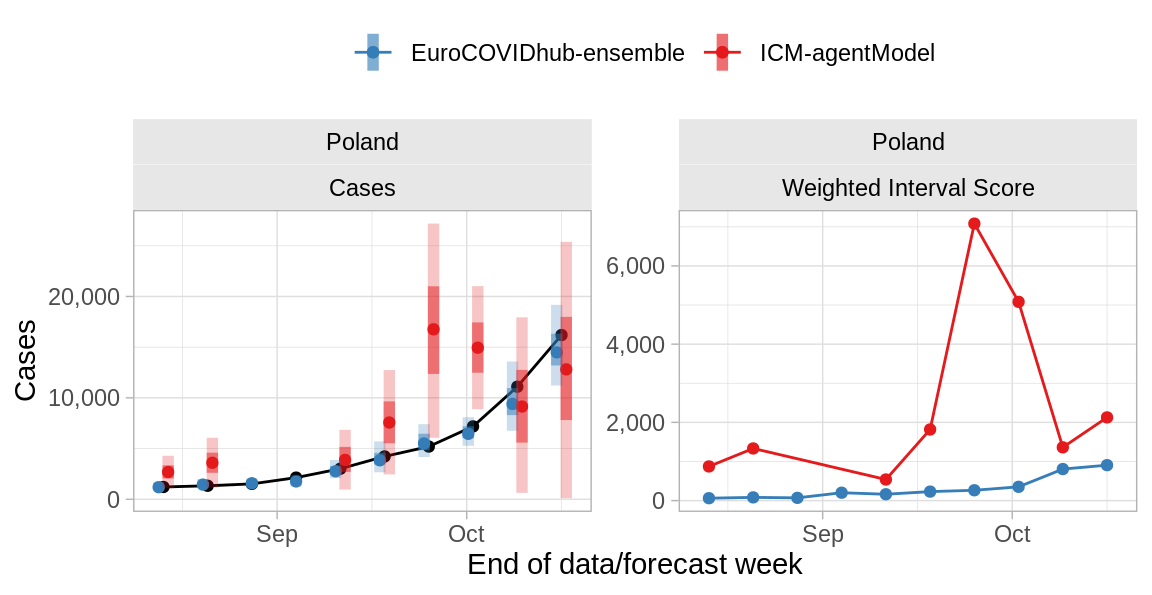 EuroCOVIDhub-ensemble ICM-agentModel
Poland
Cases
Cases
20,000
10,000
0
Sep Oct
Poland
Weighted Interval Score
6,000
4,000
2,000
0
Sep Oct
End of data/forecast week